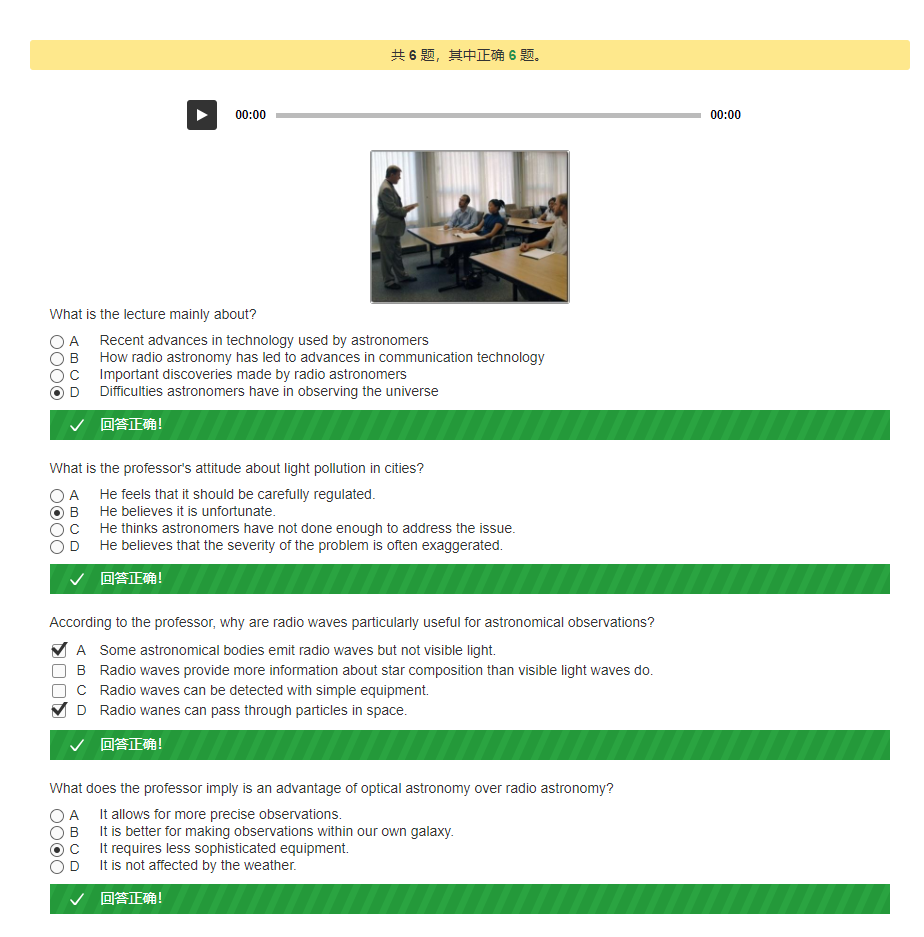 共 6 题，其中正确 6 题。
00:00 00:00
What is the lecture mainly about?
A Recent advances in technology used by astronomers
B How radio astronomy has led to advances in communication technology
C Important discoveries made by radio astronomers
D Difficulties astronomers have in observing the universe
回答正确!
What is the professor's attitude about light pollution in cities?
A He feels that it should be carefully regulated.
B He believes it is unfortunate.
C He thinks astronomers have not done enough to address the issue.
D He believes that the severity of the problem is often exaggerated.
回答正确!
According to the professor, why are radio waves particularly useful for astronomical observations?
A Some astronomical bodies emit radio waves but not visible light.
B Radio waves provide more information about star composition than visible light waves do.
C Radio waves can be detected with simple equipment.
D Radio wanes can pass through particles in space.
回答正确!
What does the professor imply is an advantage of optical astronomy over radio astronomy?
A It allows for more precise observations.
B It is better for making observations within our own galaxy.
C It requires less sophisticated equipment.
D It is not affected by the weather.
回答正确!